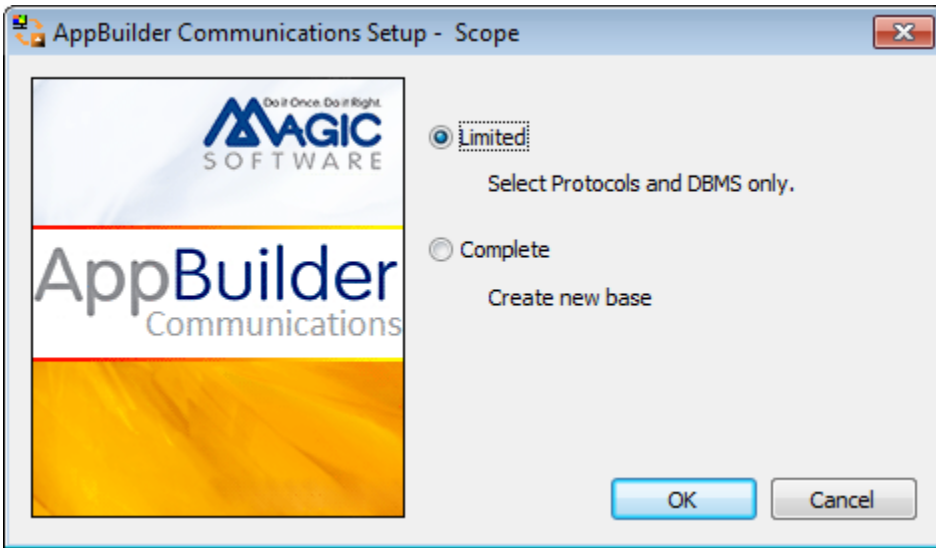 AppBuilder Communications Setup - Scope
Do it Once. Do it Right.
MAGIC
SOFTWARE
AppBuilder
Communications
Limited
Select Protocols and DBMS only.
Complete
Create new base
OK
Cancel